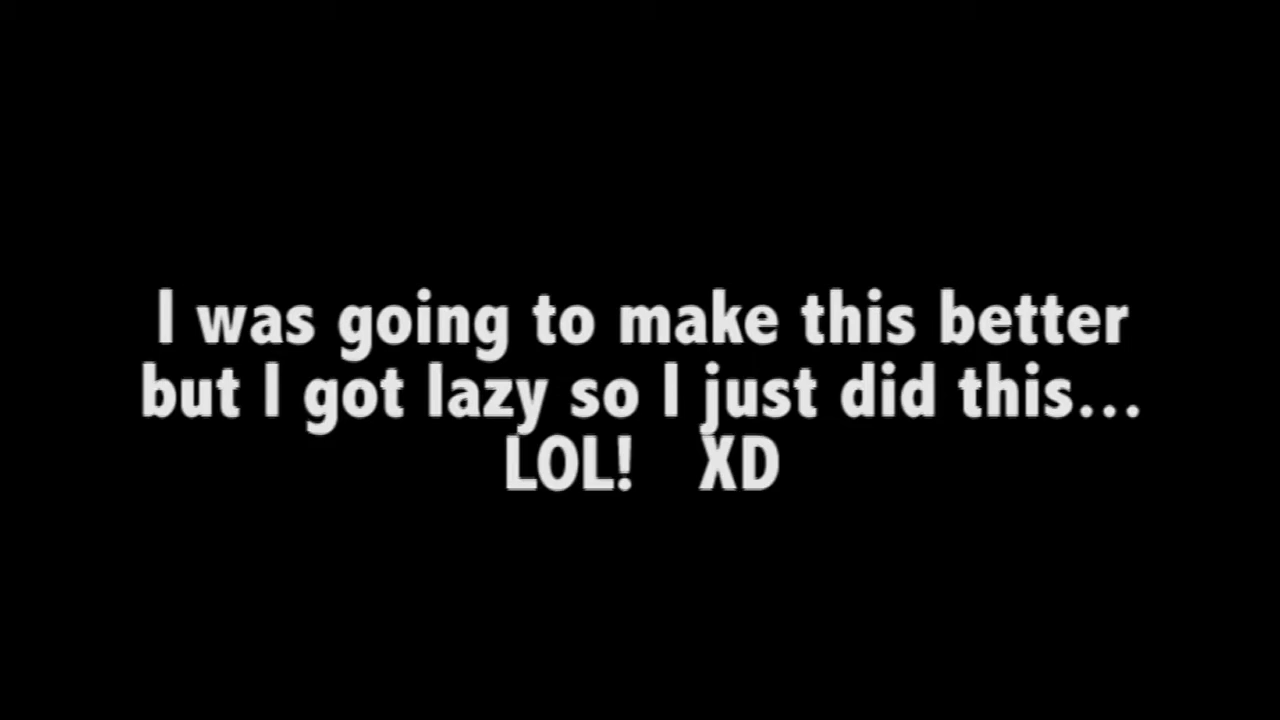 I was going to make this better
but I got lazy so I just did this...
LOL! XD